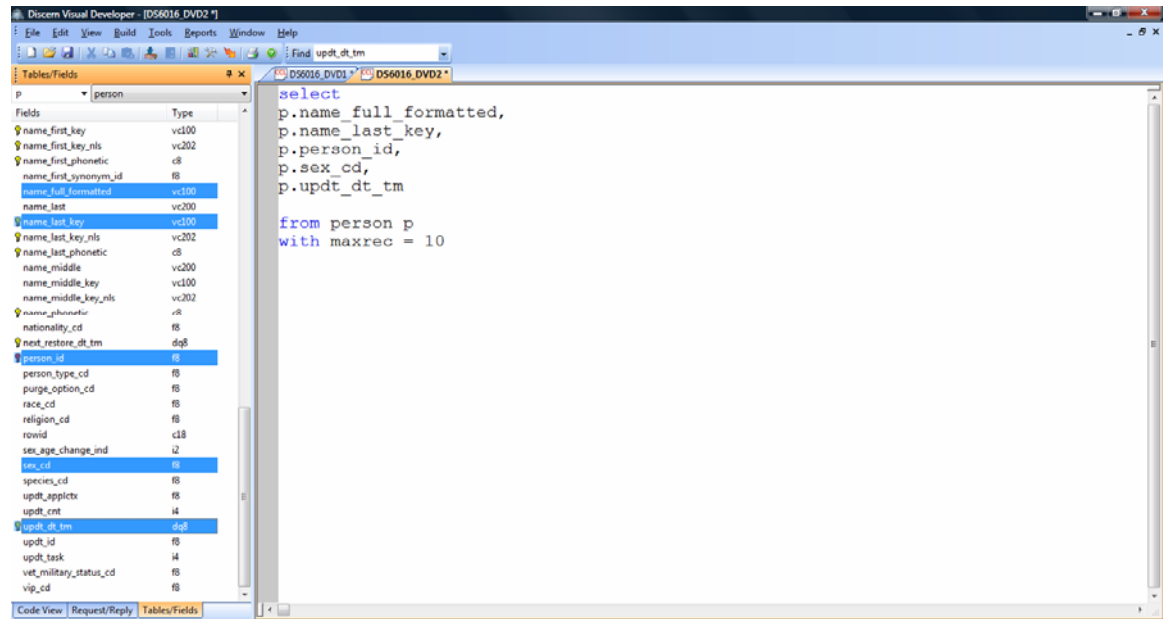 Discern Visual Developer - [DS6016_DVD2 *]
File Edit View Build Tools Reports Window Help
Find updt_dt_tm
Tables/Fields
DS6016_DVD1 * DS6016_DVD2 *
p person
Fields Type
name_first_key vc100
name_first_key_nls vc202
name_first_phonetic c8
name_first_synonym_id f8
name_full_formatted vc100
name_last vc200
name_last_key vc100
name_last_key_nls vc202
name_last_phonetic c8
name_middle vc200
name_middle_key vc100
name_middle_key_nls vc202
name_phonetic c8
nationality_cd f8
next_restore_dt_tm dq8
person_id f8
person_type_cd f8
purge_option_cd f8
race_cd f8
religion_cd f8
rowid c18
sex_age_change_ind i2
sex_cd f8
species_cd f8
updt_applctx f8
updt_cnt i4
updt_dt_tm dq8
updt_id f8
updt_task i4
vet_military_status_cd f8
vip_cd f8
Code View Request/Reply Tables/Fields
select
p.name_full_formatted,
p.name_last_key,
p.person_id,
p.sex_cd,
p.updt_dt_tm
from person p
with maxrec = 10